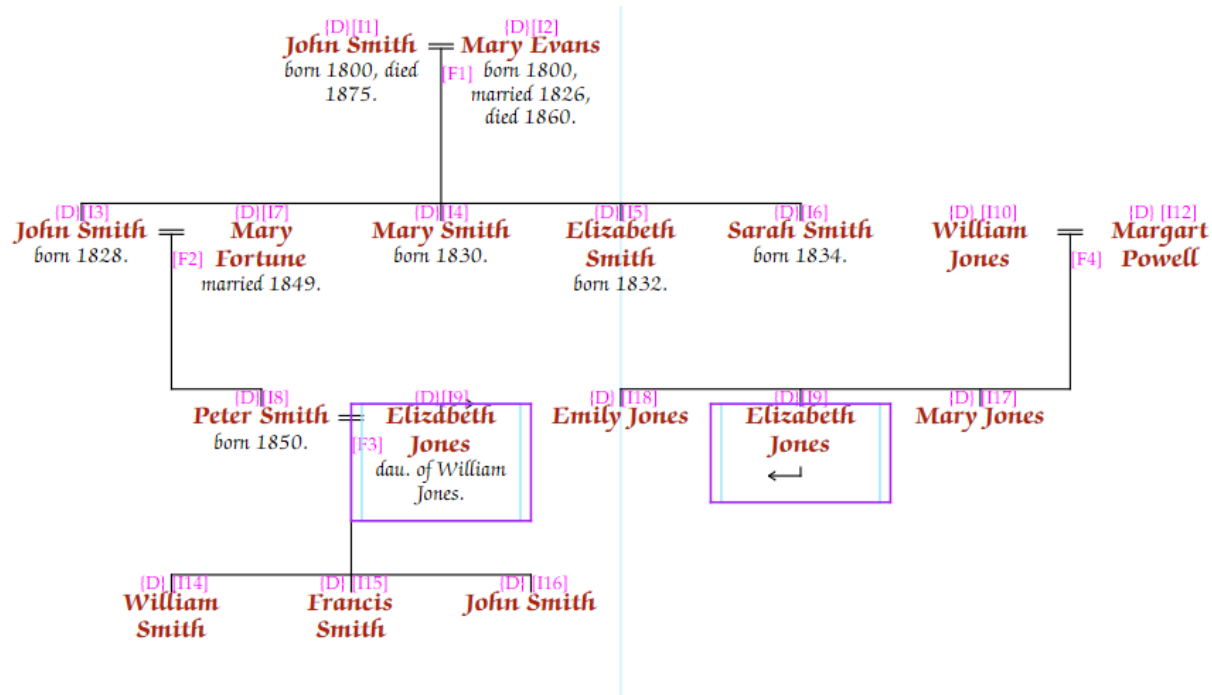 {D}[I1] {D}[I2]
John Smith Mary Evans
born 1800, died born 1800,
[F1]
1875. married 1826,
died 1860.
{D}[I3] {D}[I7] {D}[I4] {D}[I5] {D}[I6] {D} [I10] {D} [I12]
John Smith Mary Mary Smith Elizabeth Sarah Smith William Margart
born 1828. Fortune born 1830. Smith born 1834. Jones Powell
[F2] [F4]
married 1849. born 1832.
{D}[I8] {D}[I9] {D} [I18] {D}[I9] {D} [I17]
Peter Smith Elizabeth Emily Jones Elizabeth Mary Jones
born 1850. Jones Jones
[F3]
dau. of William
Jones.
{D} [I14] {D} [I15] {D} [I16]
William Francis John Smith
Smith Smith